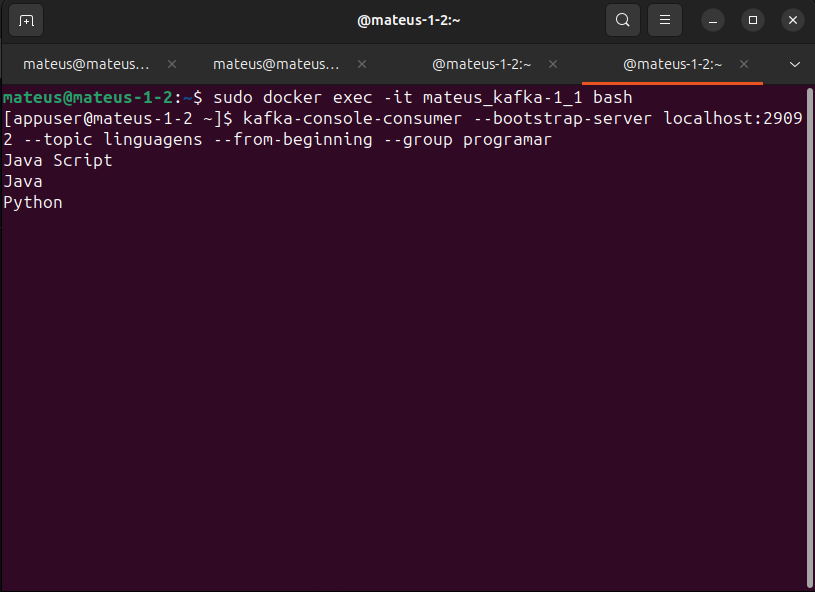 @mateus-1-2:~
mateus@mateus... × mateus@mateus... × @mateus-1-2:~ × @mateus-1-2:~ ×
mateus@mateus-1-2:~$ sudo docker exec -it mateus_kafka-1_1 bash
[appuser@mateus-1-2 ~]$ kafka-console-consumer --bootstrap-server localhost:2909
2 --topic linguagens --from-beginning --group programar
Java Script
Java
Python